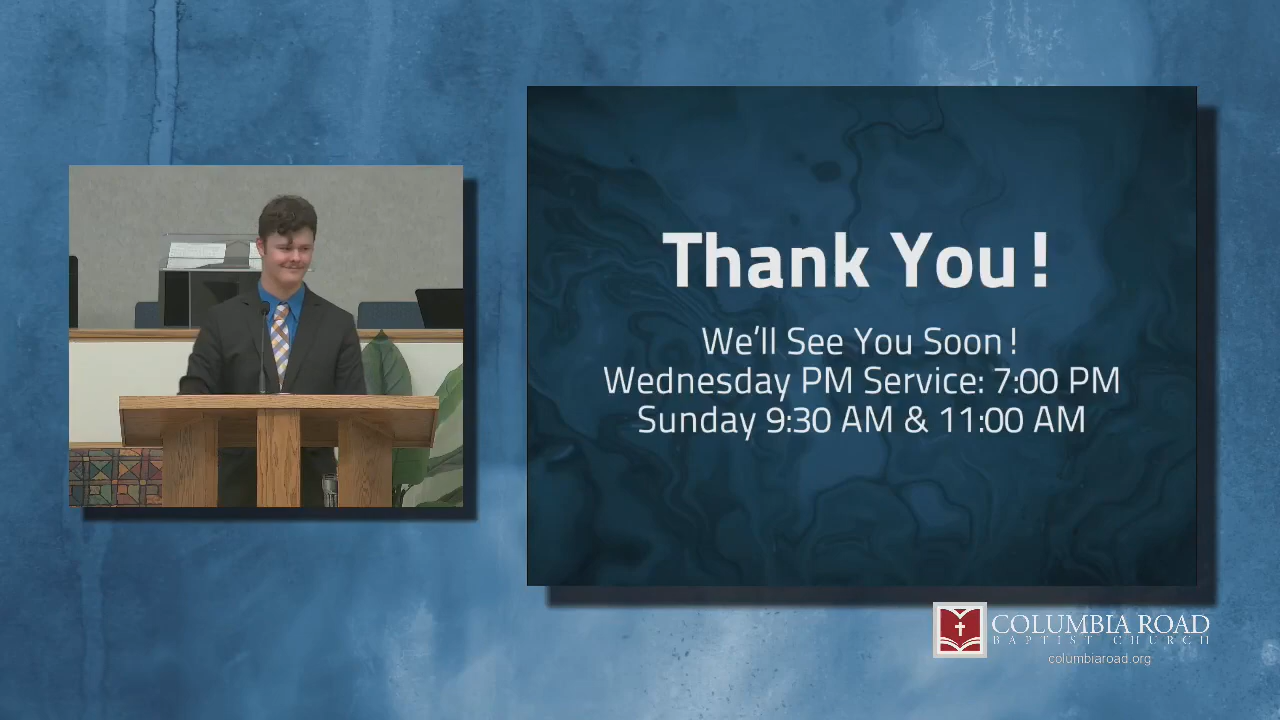 Thank You!
We'll See You Soon!
Wednesday PM Service: 7:00 PM
Sunday 9:30 AM & 11:00 AM
COLUMBIA ROAD
BAPTIST CHURCH
columbiaroad.org